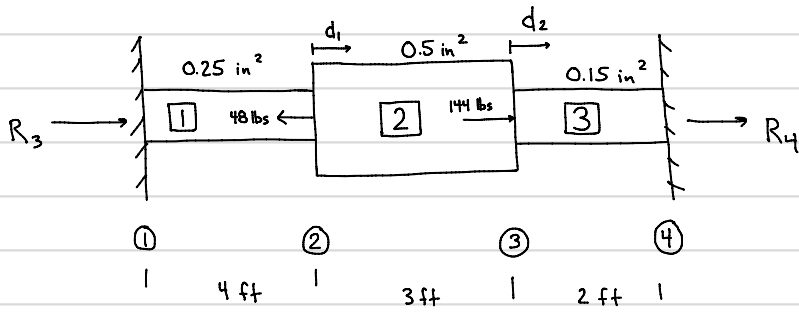 d₁
d₂
0.25 in²
0.5 in²
0.15 in²
R₃
1
48 lbs
2
144 lbs
3
R₄
1
2
3
4
4 ft
3 ft
2 ft